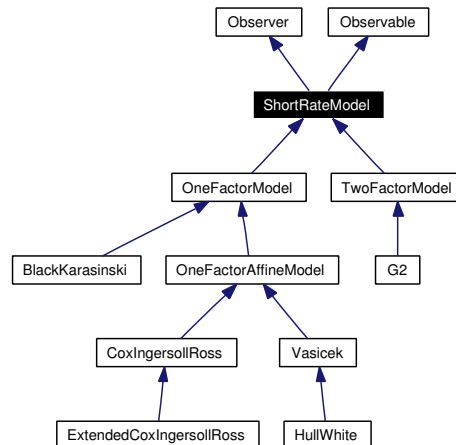 Observer
Observable
ShortRateModel
OneFactorModel
TwoFactorModel
BlackKarasinski
OneFactorAffineModel
G2
CoxIngersollRoss
Vasicek
ExtendedCoxIngersollRoss
HullWhite